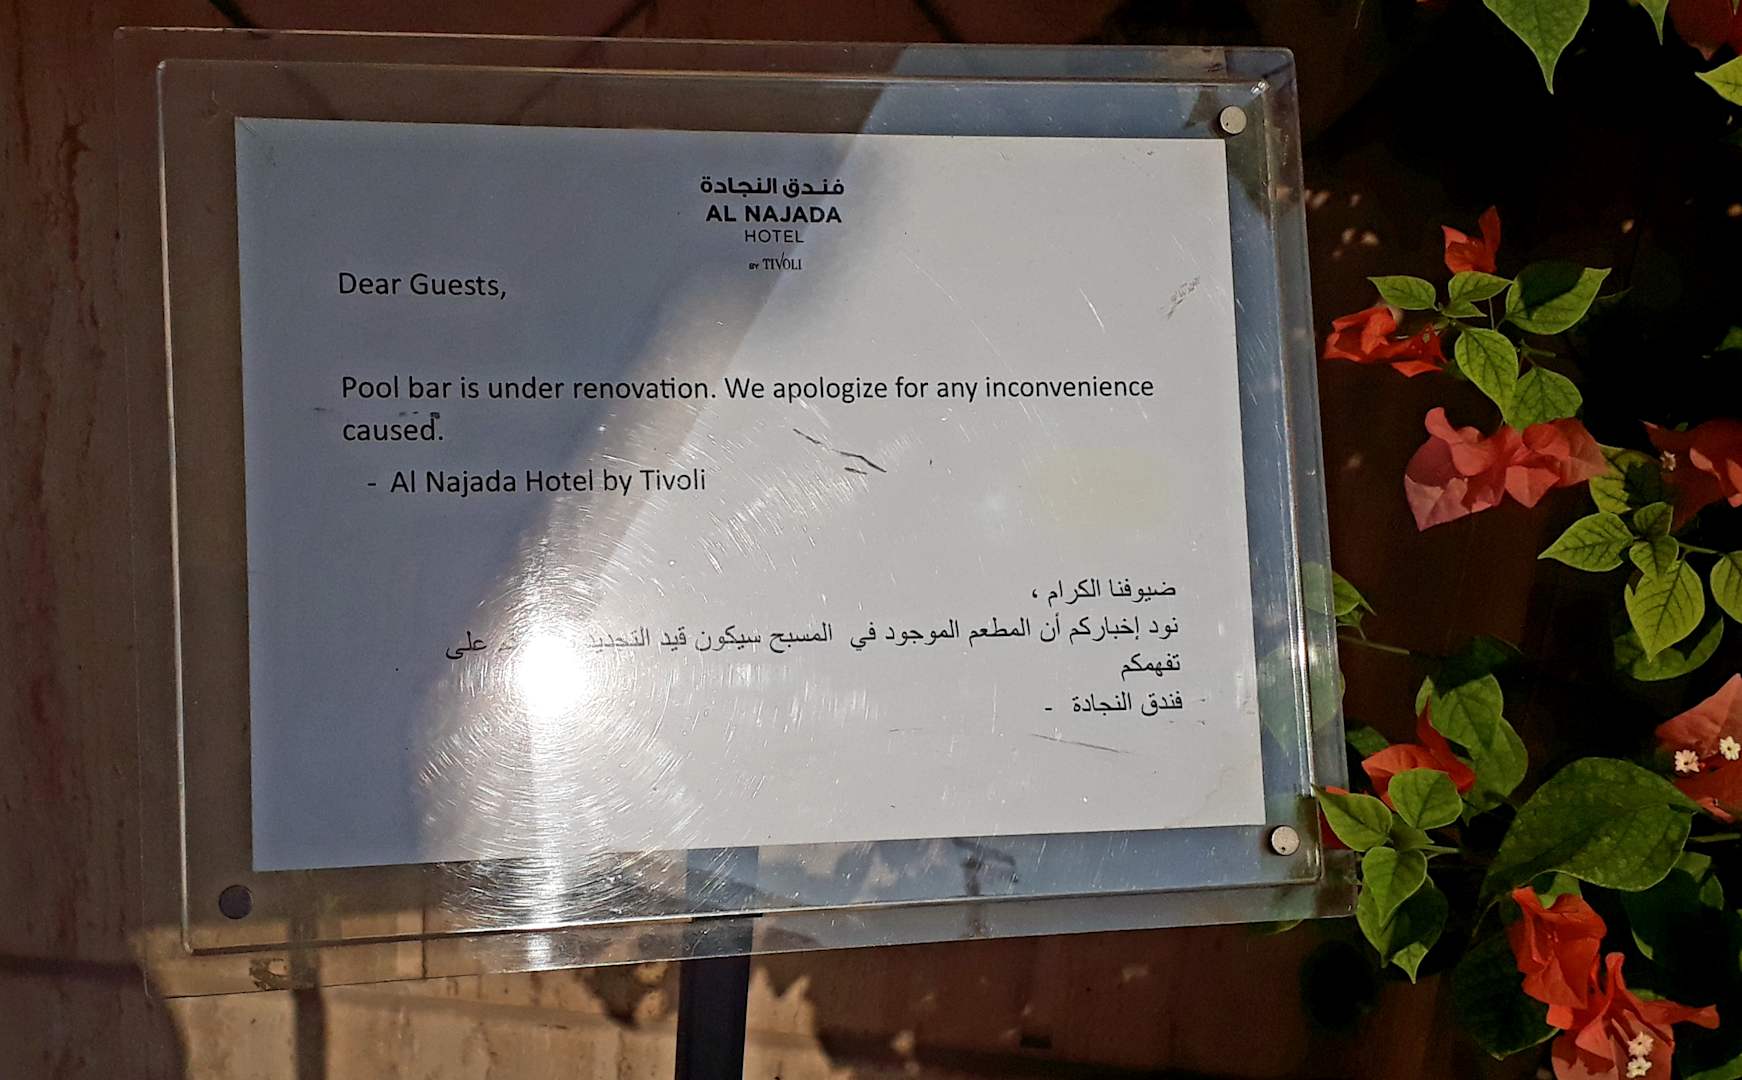 فندق النجادة
AL NAJADA
HOTEL
BY TIVOLI
Dear Guests,
Pool bar is under renovation. We apologize for any inconvenience
caused.
- Al Najada Hotel by Tivoli
ضيوفنا الكرام ،
نود إخباركم أن المطعم الموجود في المسبح سيكون قيد التجديد على
تفهمكم
فندق النجادة -